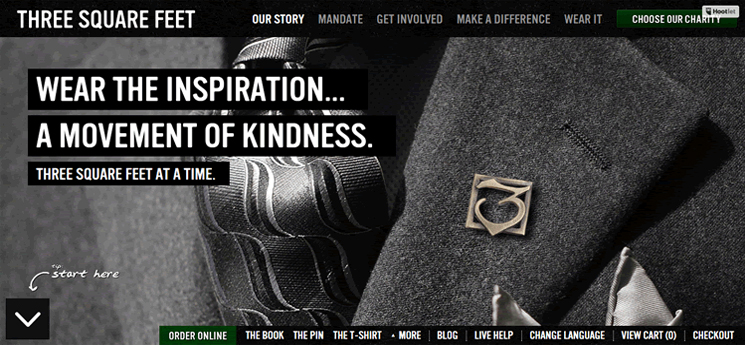 THREE SQUARE FEET
OUR STORY MANDATE GET INVOLVED MAKE A DIFFERENCE WEAR IT CHOOSE OUR CHARITY
Hootlet
WEAR THE INSPIRATION...
A MOVEMENT OF KINDNESS.
THREE SQUARE FEET AT A TIME.
3
start here
ORDER ONLINE THE BOOK THE PIN THE T-SHIRT MORE BLOG LIVE HELP CHANGE LANGUAGE VIEW CART (0) CHECKOUT